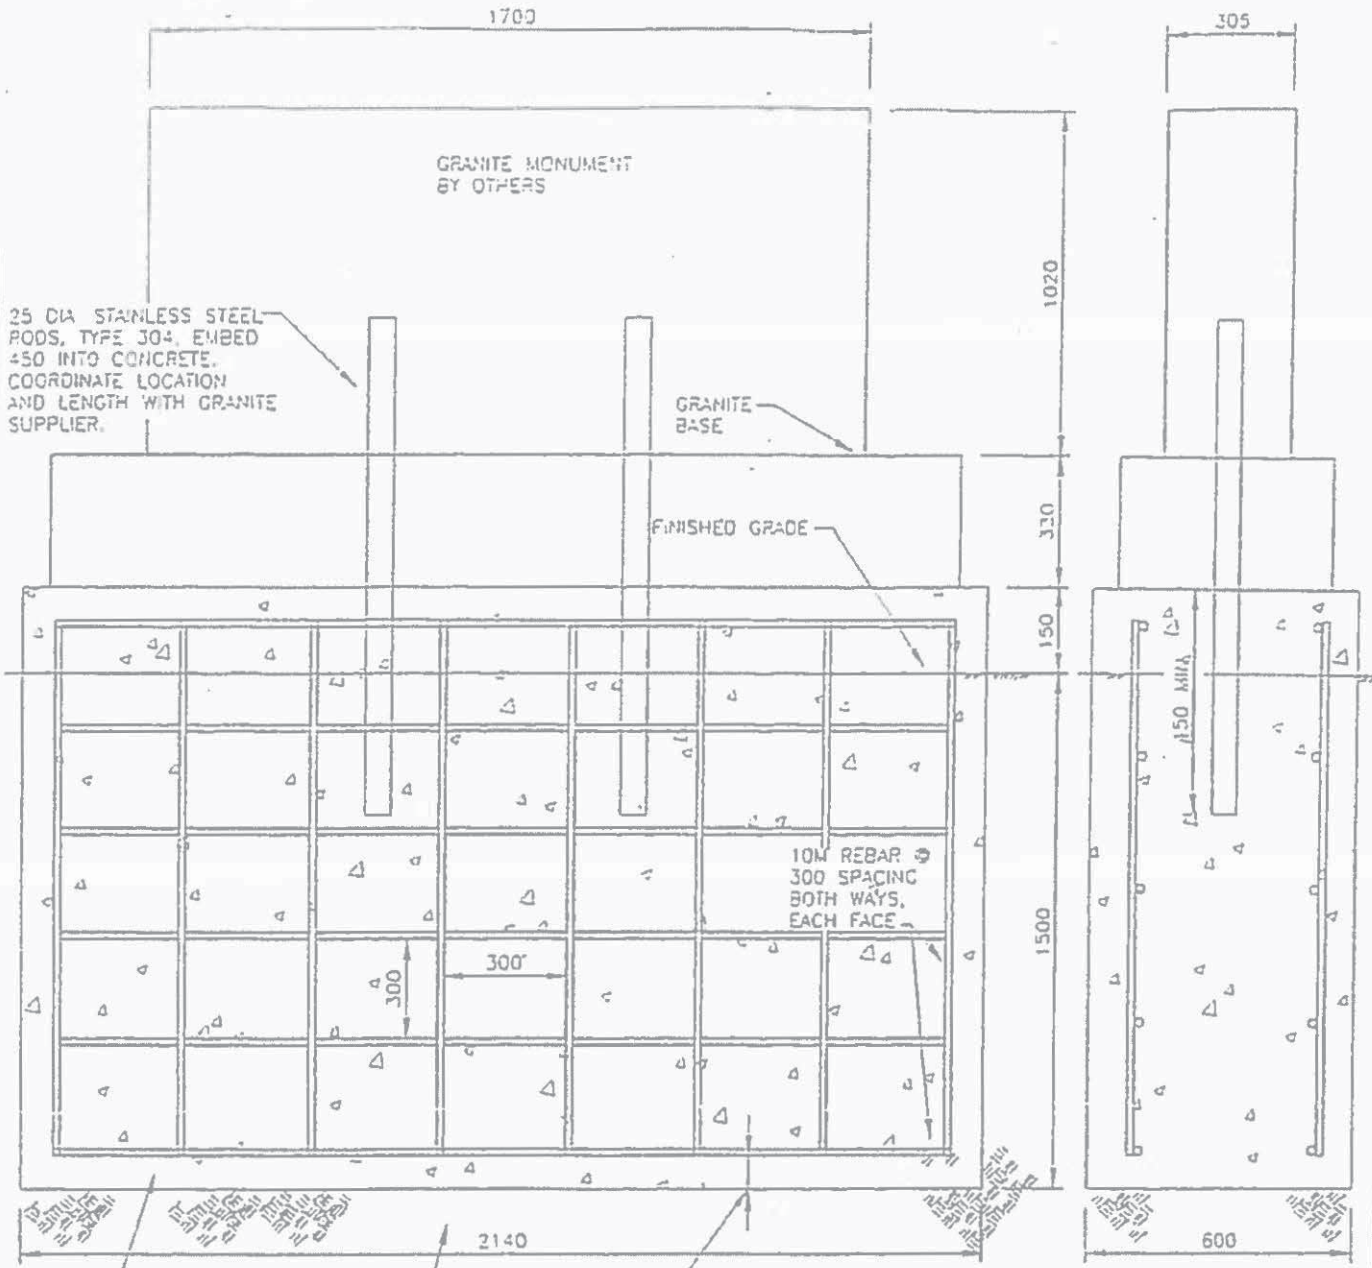 1700
305
GRANITE MONUMENT
BY OTHERS
1020
25 DIA STAINLESS STEEL
RODS, TYPE 304, EMBED
450 INTO CONCRETE.
COORDINATE LOCATION
AND LENGTH WITH GRANITE
SUPPLIER.
GRANITE
BASE
330
FINISHED GRADE
150
450 MIN
10M REBAR @
300 SPACING
BOTH WAYS,
EACH FACE
300
300
1500
2140
600